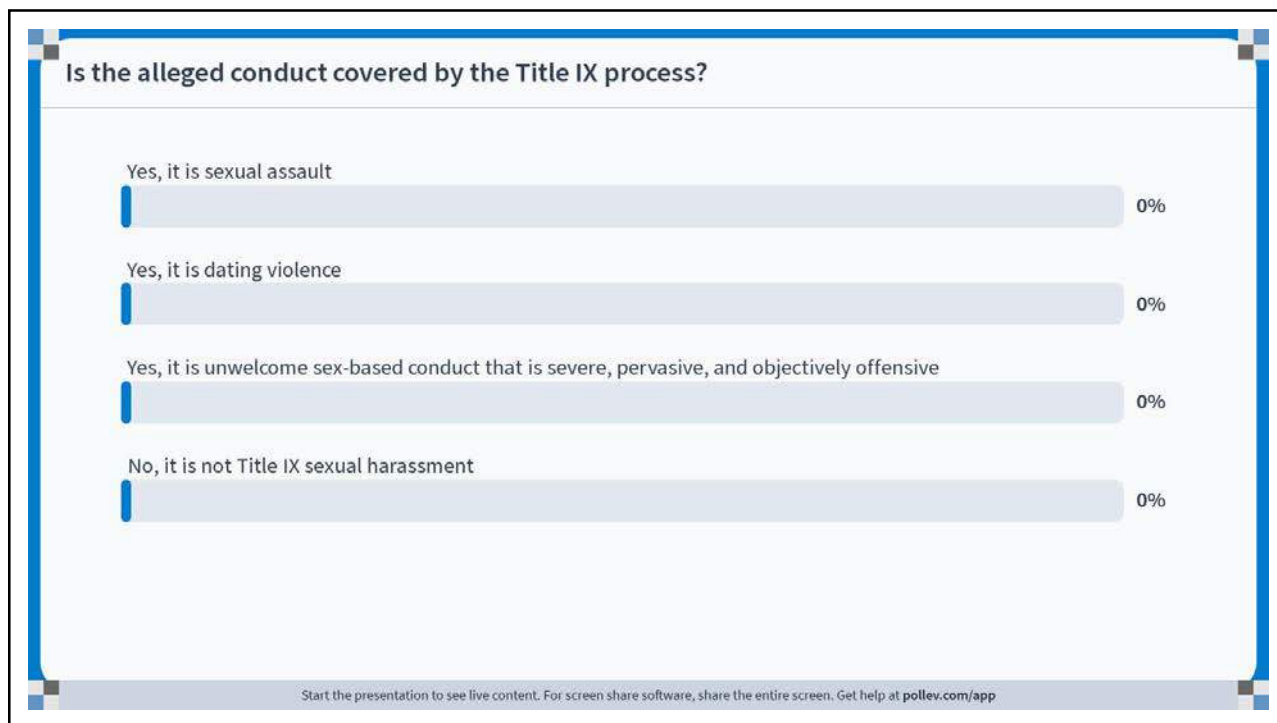 Is the alleged conduct covered by the Title IX process?
Yes, it is sexual assault
0%
Yes, it is dating violence
0%
Yes, it is unwelcome sex-based conduct that is severe, pervasive, and objectively offensive
0%
No, it is not Title IX sexual harassment
0%
Start the presentation to see live content. For screen share software, share the entire screen. Get help at pollev.com/app